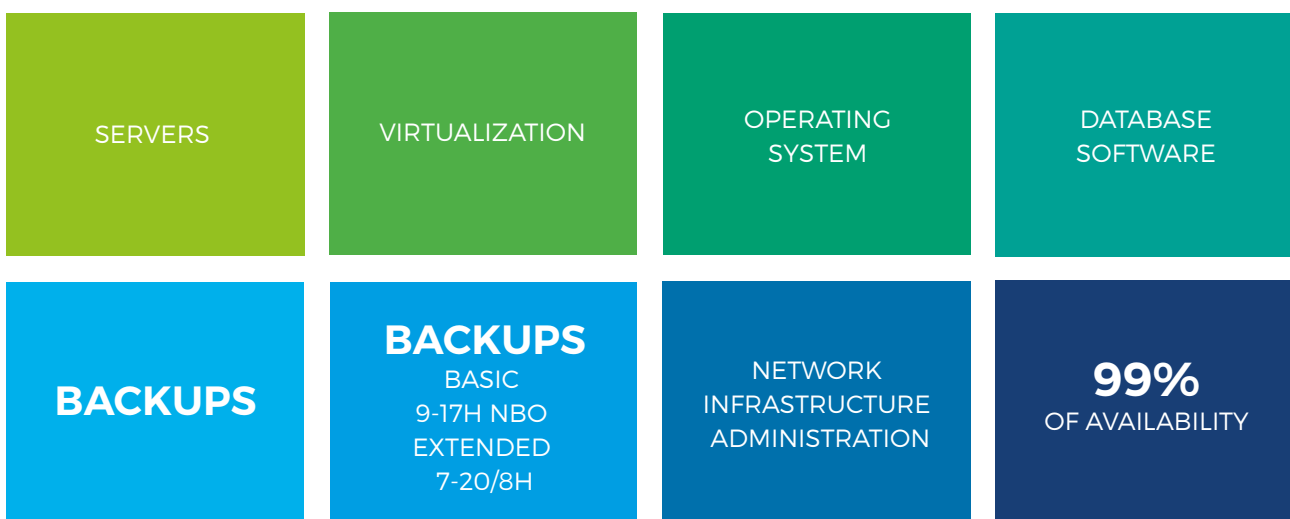 SERVERS
VIRTUALIZATION
OPERATING
SYSTEM
DATABASE
SOFTWARE
BACKUPS
BACKUPS
BASIC
9-17H NBO
EXTENDED
7-20/8H
NETWORK
INFRASTRUCTURE
ADMINISTRATION
99%
OF AVAILABILITY